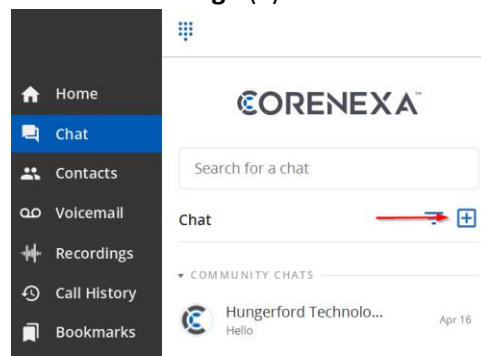 Home
Chat
Contacts
Voicemail
Recordings
Call History
Bookmarks
CORENEXA™
Search for a chat
Chat
COMMUNITY CHATS
Hungerford Technolo...
Hello
Apr 16